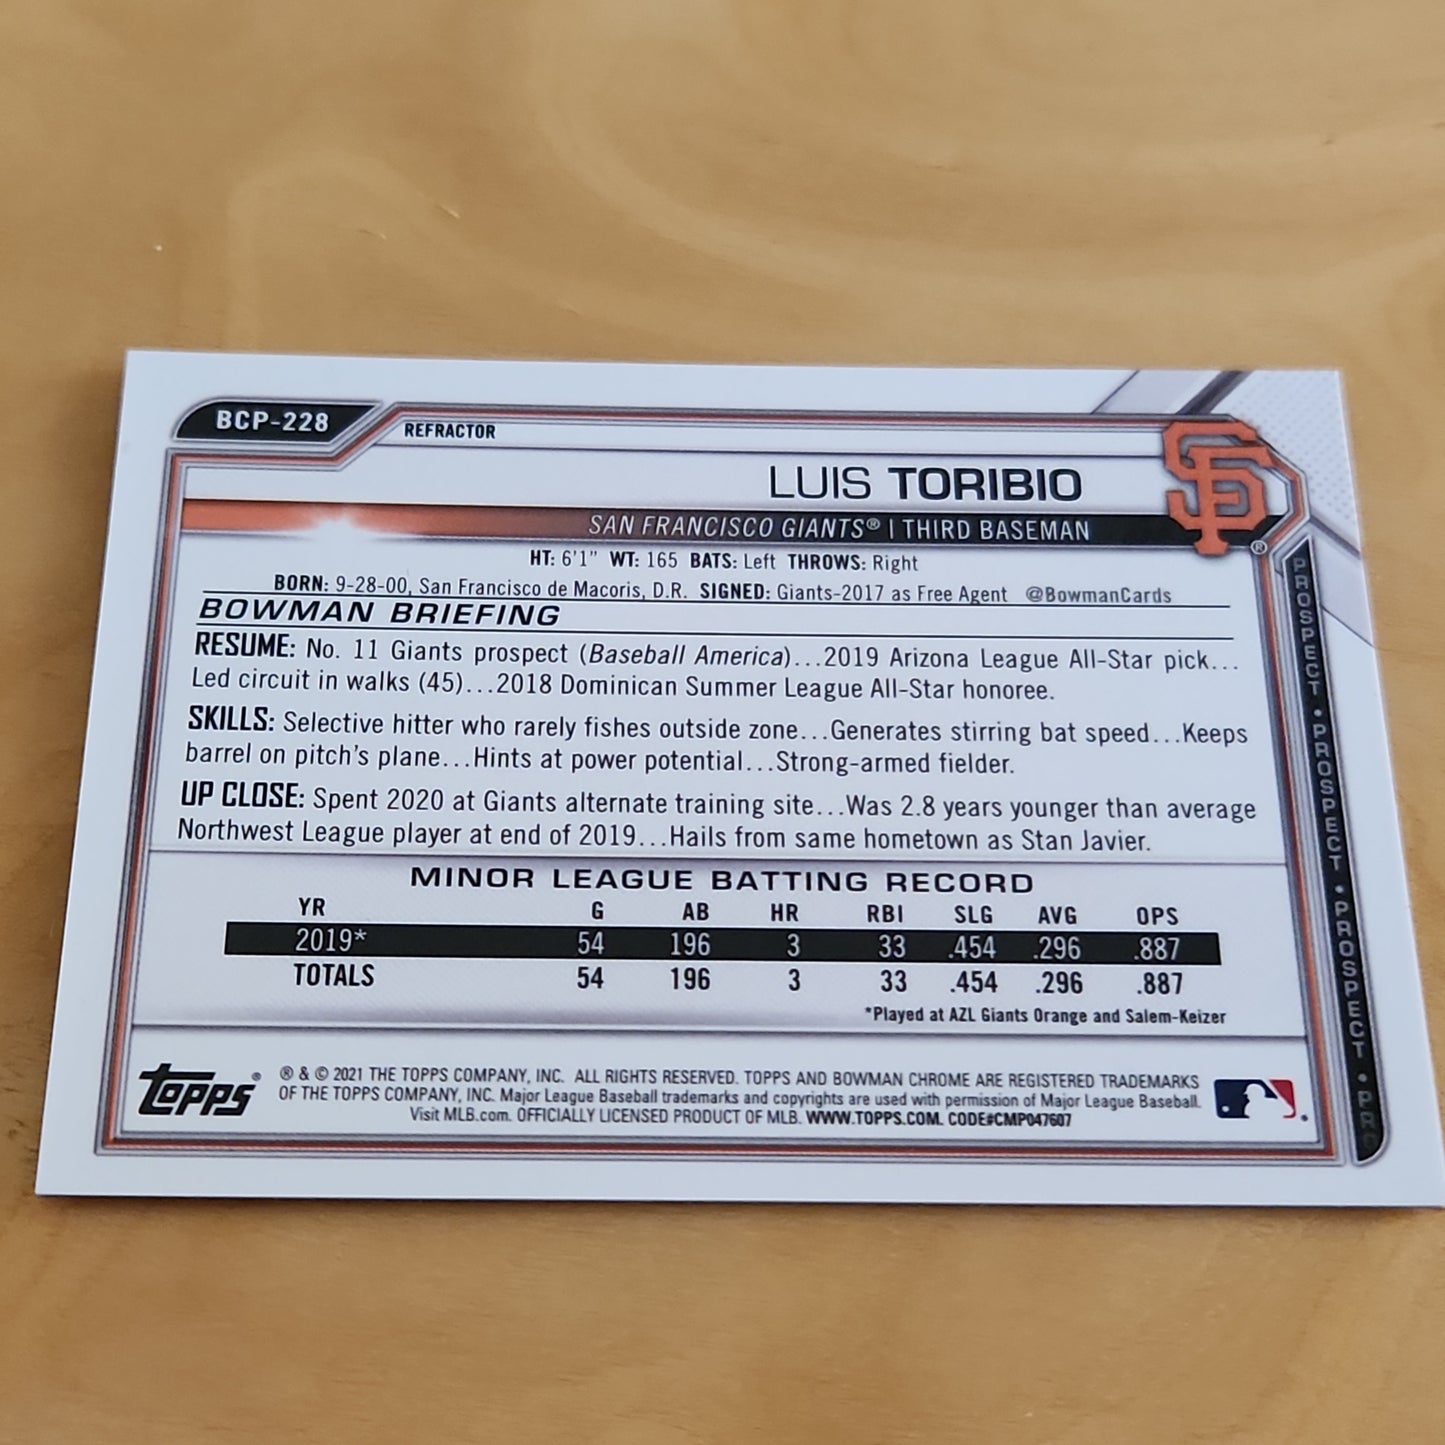 BCP-228
REFRACTOR
LUIS TORIBIO
SF ®
SAN FRANCISCO GIANTS® | THIRD BASEMAN
HT: 6'1" WT: 165 BATS: Left THROWS: Right
BORN: 9-28-00, San Francisco de Macoris, D.R. SIGNED: Giants-2017 as Free Agent @BowmanCards
BOWMAN BRIEFING
RESUME: No. 11 Giants prospect (Baseball America)...2019 Arizona League All-Star pick...
Led circuit in walks (45)...2018 Dominican Summer League All-Star honoree.
SKILLS: Selective hitter who rarely fishes outside zone...Generates stirring bat speed...Keeps
barrel on pitch's plane...Hints at power potential...Strong-armed fielder.
UP CLOSE: Spent 2020 at Giants alternate training site...Was 2.8 years younger than average
Northwest League player at end of 2019...Hails from same hometown as Stan Javier.
MINOR LEAGUE BATTING RECORD
YR G AB HR RBI SLG AVG OPS
2019* 54 196 3 33 .454 .296 .887
TOTALS 54 196 3 33 .454 .296 .887
*Played at AZL Giants Orange and Salem-Keizer
PROSPECT • PROSPECT • PROSPECT • PRO
Topps®
® & © 2021 THE TOPPS COMPANY, INC. ALL RIGHTS RESERVED. TOPPS AND BOWMAN CHROME ARE REGISTERED TRADEMARKS
OF THE TOPPS COMPANY, INC. Major League Baseball trademarks and copyrights are used with permission of Major League Baseball.
Visit MLB.com. OFFICIALLY LICENSED PRODUCT OF MLB. WWW.TOPPS.COM. CODE#CMP047607